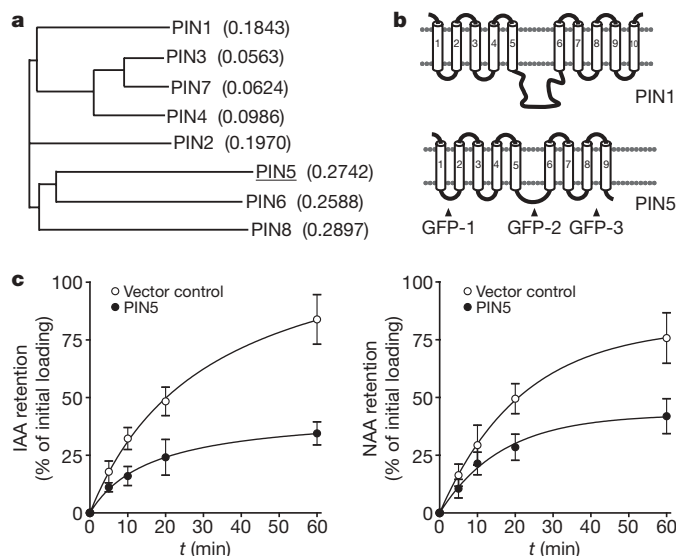 a
PIN1 (0.1843)
PIN3 (0.0563)
PIN7 (0.0624)
PIN4 (0.0986)
PIN2 (0.1970)
PIN5 (0.2742)
PIN6 (0.2588)
PIN8 (0.2897)
b
1 2 3 4 5 6 7 8 9 10
PIN1
1 2 3 4 5 6 7 8 9
PIN5
GFP-1 GFP-2 GFP-3
c
100
75
50
25
0
IAA retention
(% of initial loading)
Vector control
PIN5
0 10 20 30 40 50 60
t (min)
100
75
50
25
0
NAA retention
(% of initial loading)
Vector control
PIN5
0 10 20 30 40 50 60
t (min)